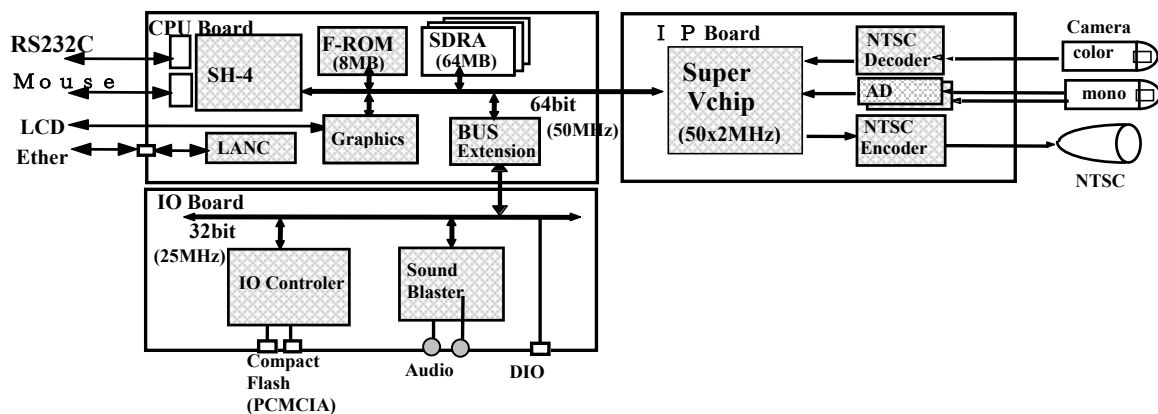 CPU Board
RS232C
Mouse
LCD
Ether
SH-4
F-ROM
(8MB)
SDRA
(64MB)
64bit
(50MHz)
LANC
Graphics
BUS
Extension
I P Board
Super
Vchip
(50x2MHz)
NTSC
Decoder
AD
NTSC
Encoder
Camera
color
mono
NTSC
IO Board
32bit
(25MHz)
IO Controler
Sound
Blaster
Compact
Flash
(PCMCIA)
Audio
DIO